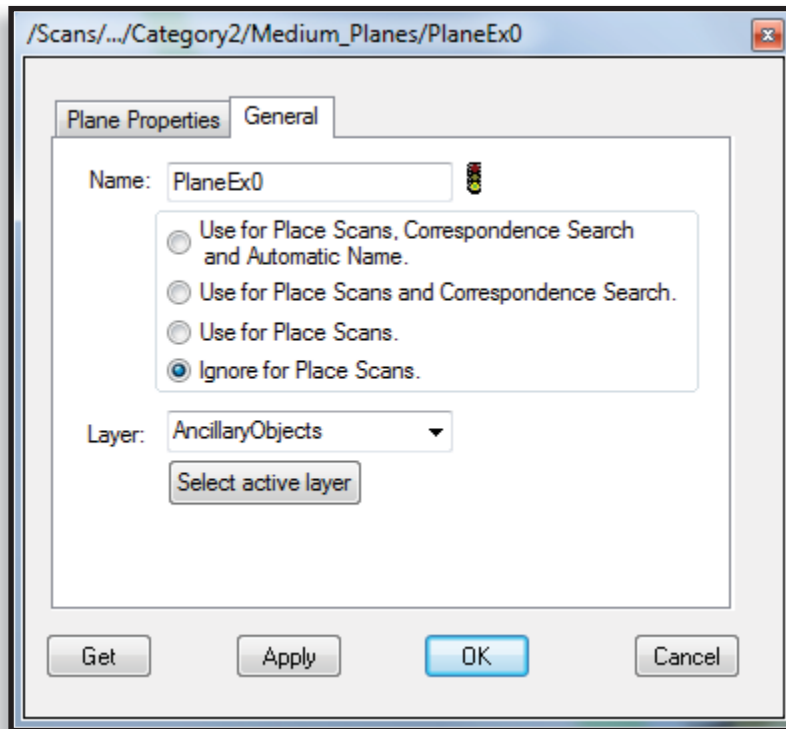 /Scans/.../Category2/Medium_Planes/PlaneEx0
Plane Properties General
Name: PlaneEx0
Use for Place Scans, Correspondence Search
and Automatic Name.
Use for Place Scans and Correspondence Search.
Use for Place Scans.
Ignore for Place Scans.
Layer: AncillaryObjects
Select active layer
Get Apply OK Cancel